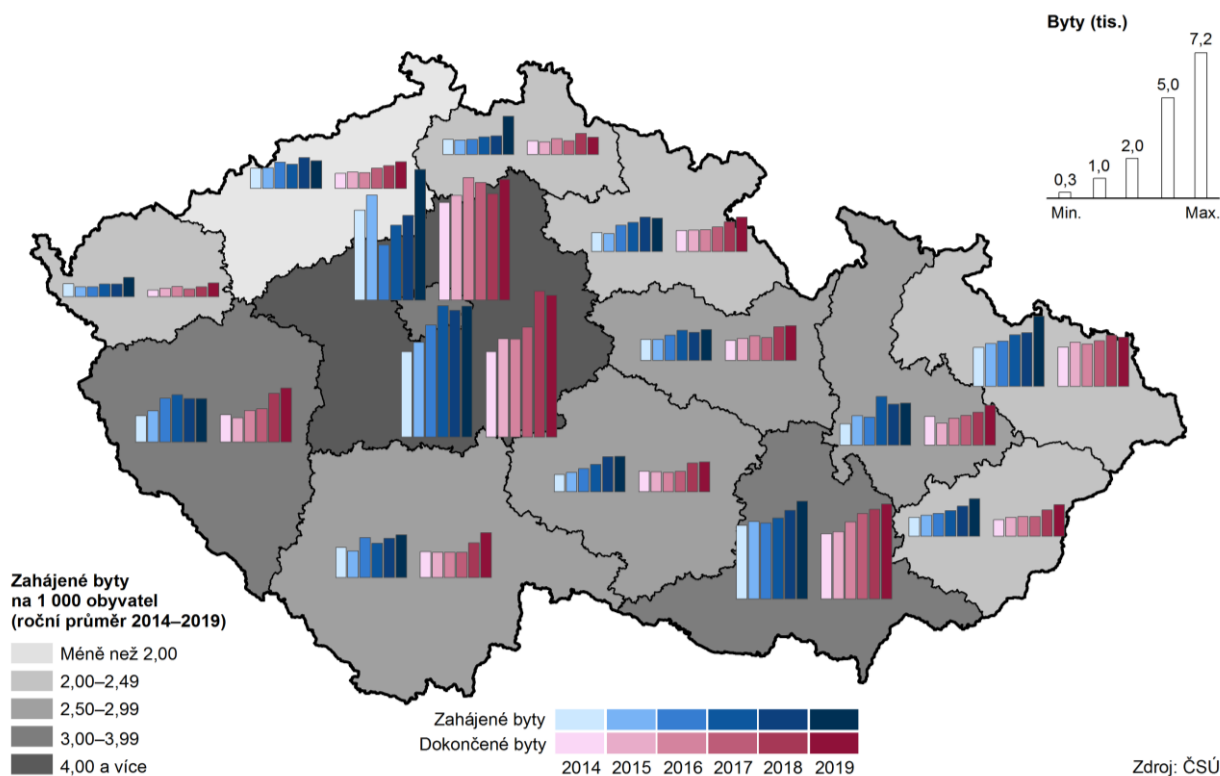 Byty (tis.)
7,2
5,0
2,0
1,0
0,3
Min.
Max.
Zahájené byty
na 1 000 obyvatel
(roční průměr 2014–2019)
Méně než 2,00
2,00–2,49
2,50–2,99
3,00–3,99
4,00 a více
Zahájené byty
Dokončené byty
2014 2015 2016 2017 2018 2019
Zdroj: ČSÚ